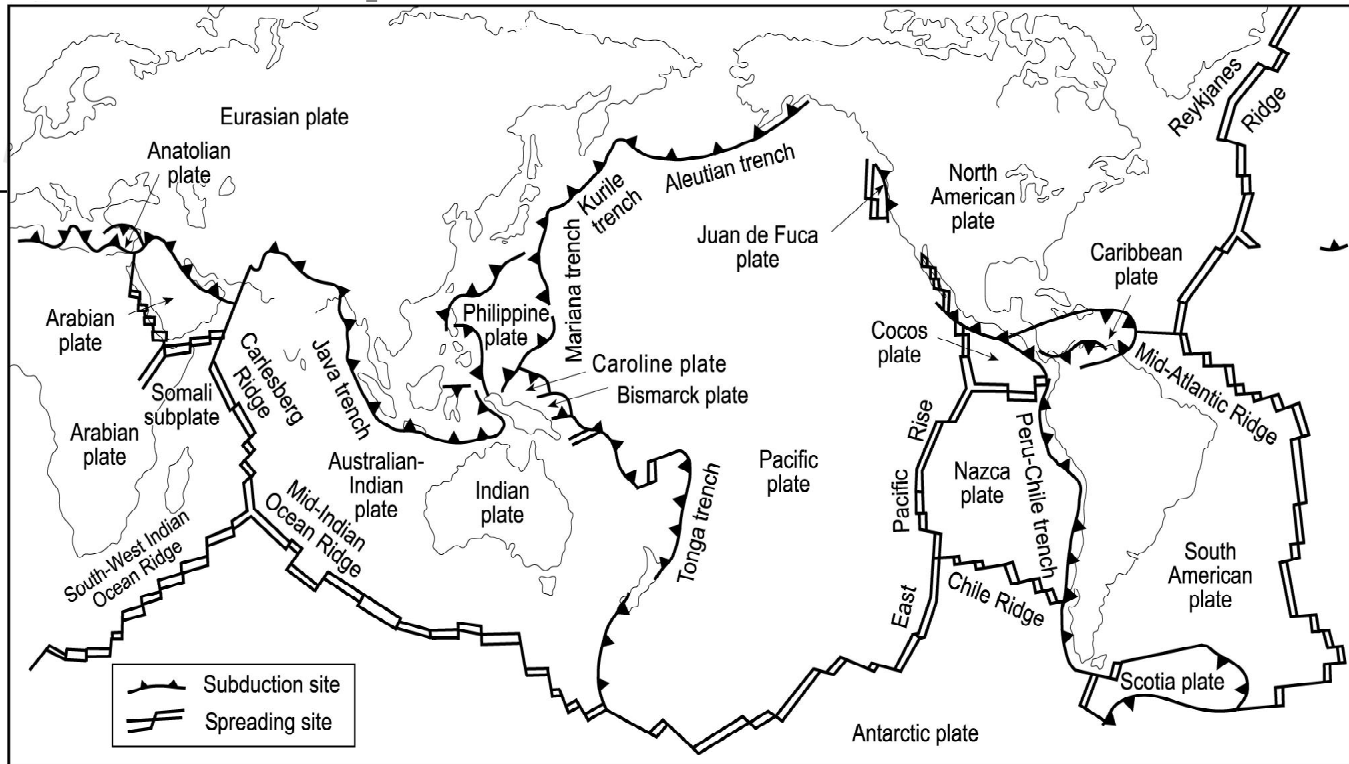 Eurasian plate
Anatolian
plate
Arabian
plate
Somali
subplate
Arabian
plate
Carlesberg
Ridge
South-West Indian
Ocean Ridge
Mid-Indian
Ocean Ridge
Java trench
Australian-
Indian
plate
Indian
plate
Philippine
plate
Mariana trench
Kurile
trench
Aleutian trench
Caroline plate
Bismarck plate
Tonga trench
Pacific
plate
Juan de Fuca
plate
North
American
plate
Reykjanes
Ridge
Caribbean
plate
Cocos
plate
Mid-Atlantic Ridge
East Pacific Rise
Nazca
plate
Peru-Chile trench
Chile Ridge
South
American
plate
Scotia plate
Antarctic plate
Subduction site
Spreading site